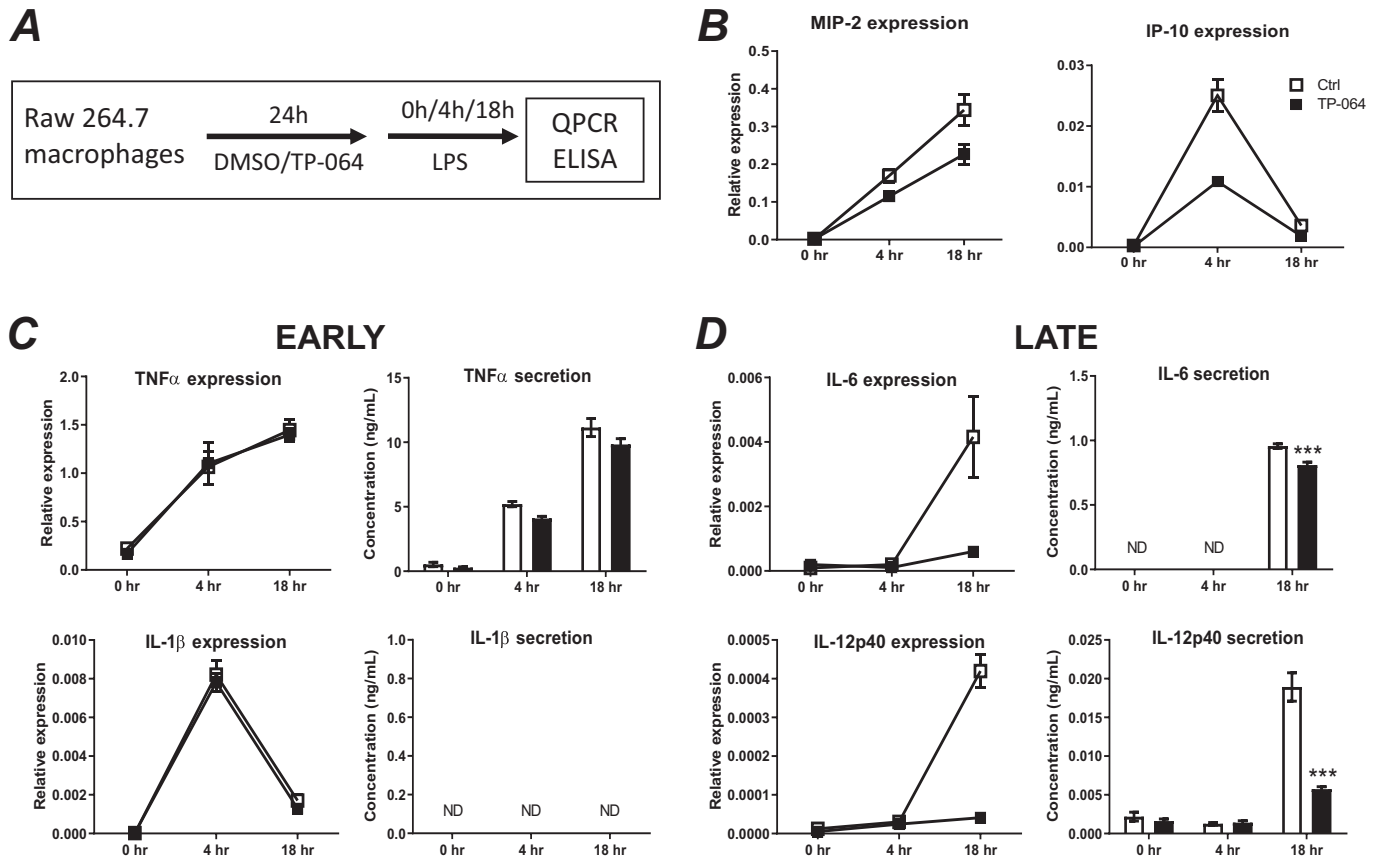 A
Raw 264.7
macrophages
24h
DMSO/TP-064
0h/4h/18h
LPS
QPCR
ELISA
B
MIP-2 expression
Relative expression
0.5
0.4
0.3
0.2
0.1
0.0
0 hr 4 hr 18 hr
IP-10 expression
0.03
0.02
0.01
0.00
0 hr 4 hr 18 hr
Ctrl
TP-064
C EARLY
TNFα expression
Relative expression
2.0
1.5
1.0
0.5
0.0
0 hr 4 hr 18 hr
TNFα secretion
Concentration (ng/mL)
15
10
5
0
0 hr 4 hr 18 hr
IL-1β expression
Relative expression
0.010
0.008
0.006
0.004
0.002
0.000
0 hr 4 hr 18 hr
IL-1β secretion
Concentration (ng/mL)
1.0
0.8
0.6
0.4
0.2
0.0
ND ND ND
0 hr 4 hr 18 hr
D LATE
IL-6 expression
Relative expression
0.006
0.004
0.002
0.000
0 hr 4 hr 18 hr
IL-6 secretion
Concentration (ng/mL)
1.5
1.0
0.5
0.0
ND ND ***
0 hr 4 hr 18 hr
IL-12p40 expression
Relative expression
0.0005
0.0004
0.0003
0.0002
0.0001
0.0000
0 hr 4 hr 18 hr
IL-12p40 secretion
Concentration (ng/mL)
0.025
0.020
0.015
0.010
0.005
0.000
***
0 hr 4 hr 18 hr